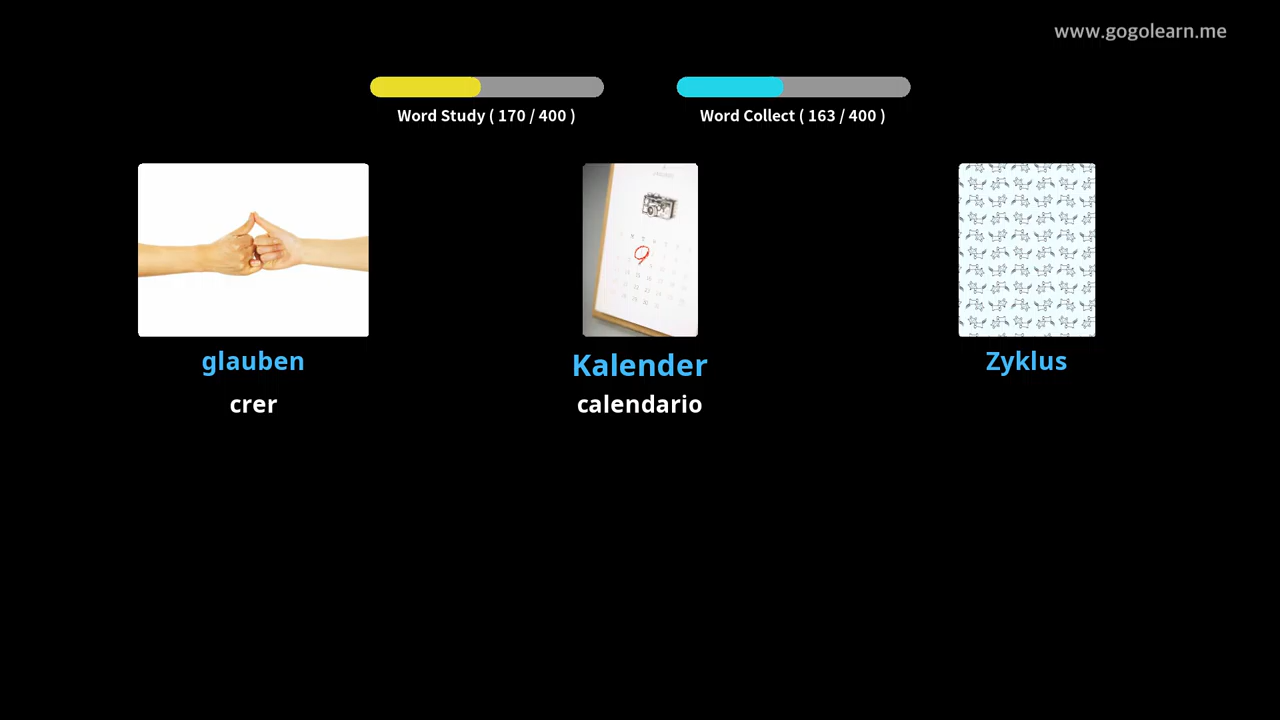 www.gogolearn.me
Word Study ( 170 / 400 )
Word Collect ( 163 / 400 )
glauben
Kalender
Zyklus
crer
calendario